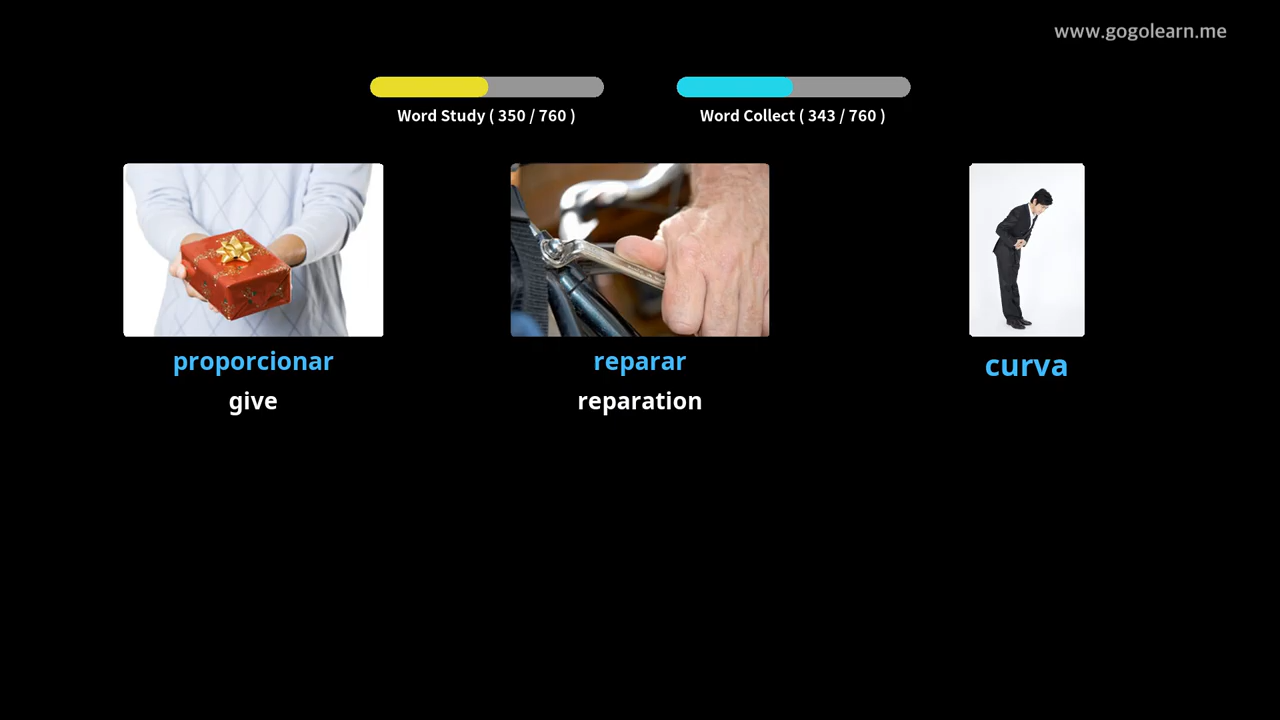 www.gogolearn.me
Word Study ( 350 / 760 )
Word Collect ( 343 / 760 )
proporcionar
give
reparar
reparation
curva